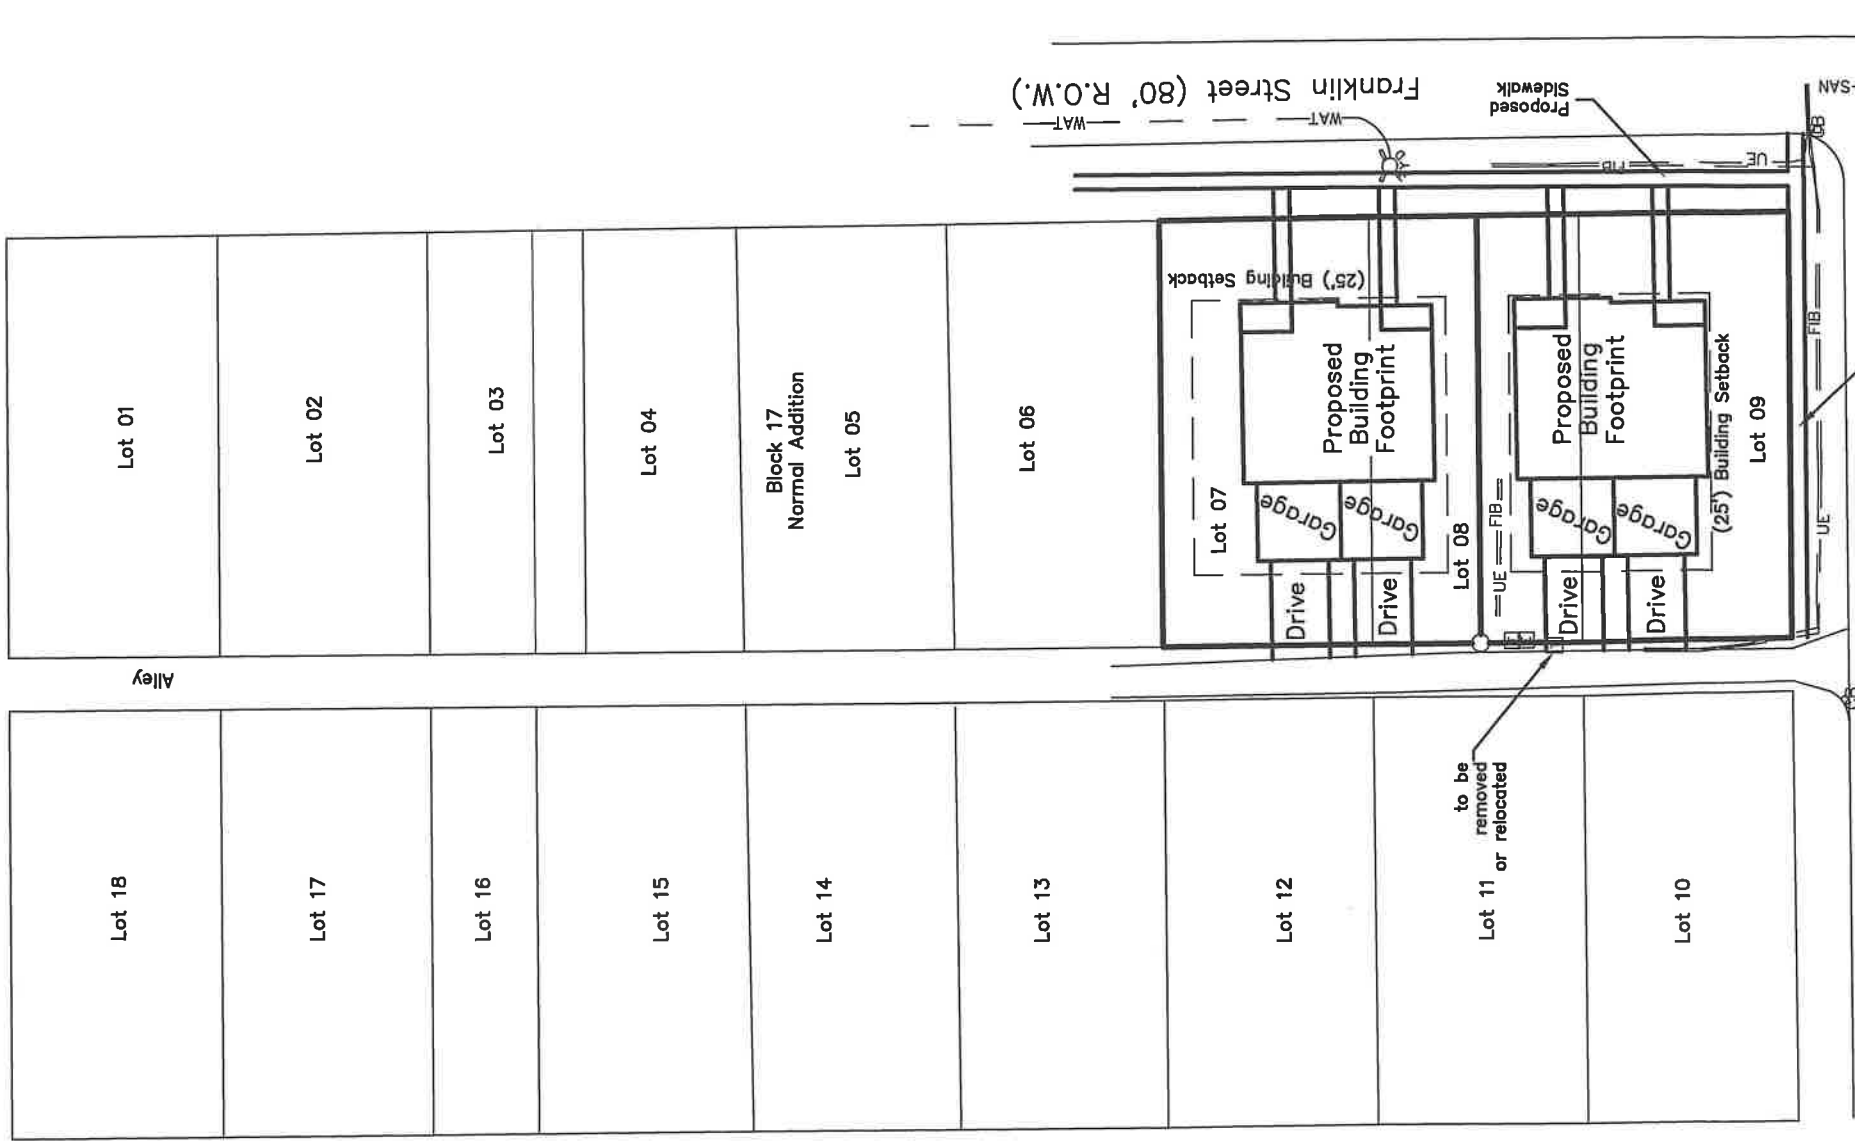 Franklin Street (80' R.O.W.)
WAT
WAT
Proposed
Sidewalk
SAN
CB
UE
FIB
(25') Building Setback
Lot 01
Lot 02
Lot 03
Lot 04
Block 17
Normal Addition
Lot 05
Lot 06
Lot 07
Proposed
Building
Footprint
Garage
Garage
Lot 08
Drive
Drive
UE
FIB
Proposed
Building
Footprint
Garage
Garage
(25') Building Setback
Lot 09
Drive
Drive
FIB
UE
Alley
to be
removed
or relocated
Lot 18
Lot 17
Lot 16
Lot 15
Lot 14
Lot 13
Lot 12
Lot 11
Lot 10